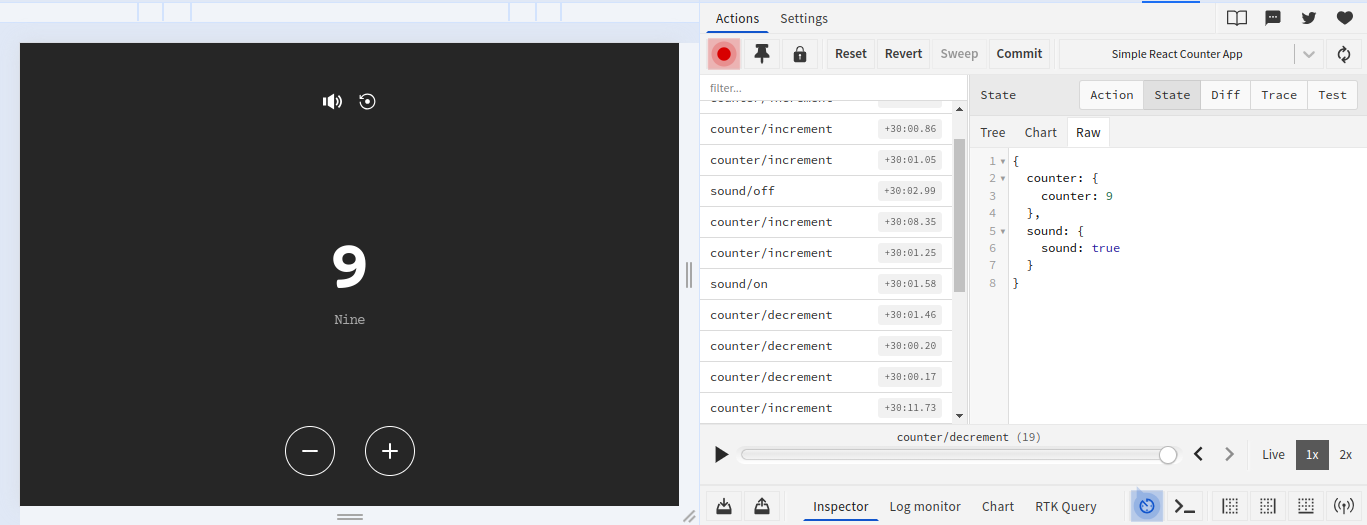 9
Nine
Actions Settings
Reset Revert Sweep Commit Simple React Counter App
filter...
counter/increment
counter/increment +30:00.86
counter/increment +30:01.05
sound/off +30:02.99
counter/increment +30:08.35
counter/increment +30:01.25
sound/on +30:01.58
counter/decrement +30:01.46
counter/decrement +30:00.20
counter/decrement +30:00.17
counter/increment +30:11.73
State Action State Diff Trace Test
Tree Chart Raw
1 {
2 counter: {
3 counter: 9
4 },
5 sound: {
6 sound: true
7 }
8 }
counter/decrement (19)
Live 1x 2x
Inspector Log monitor Chart RTK Query